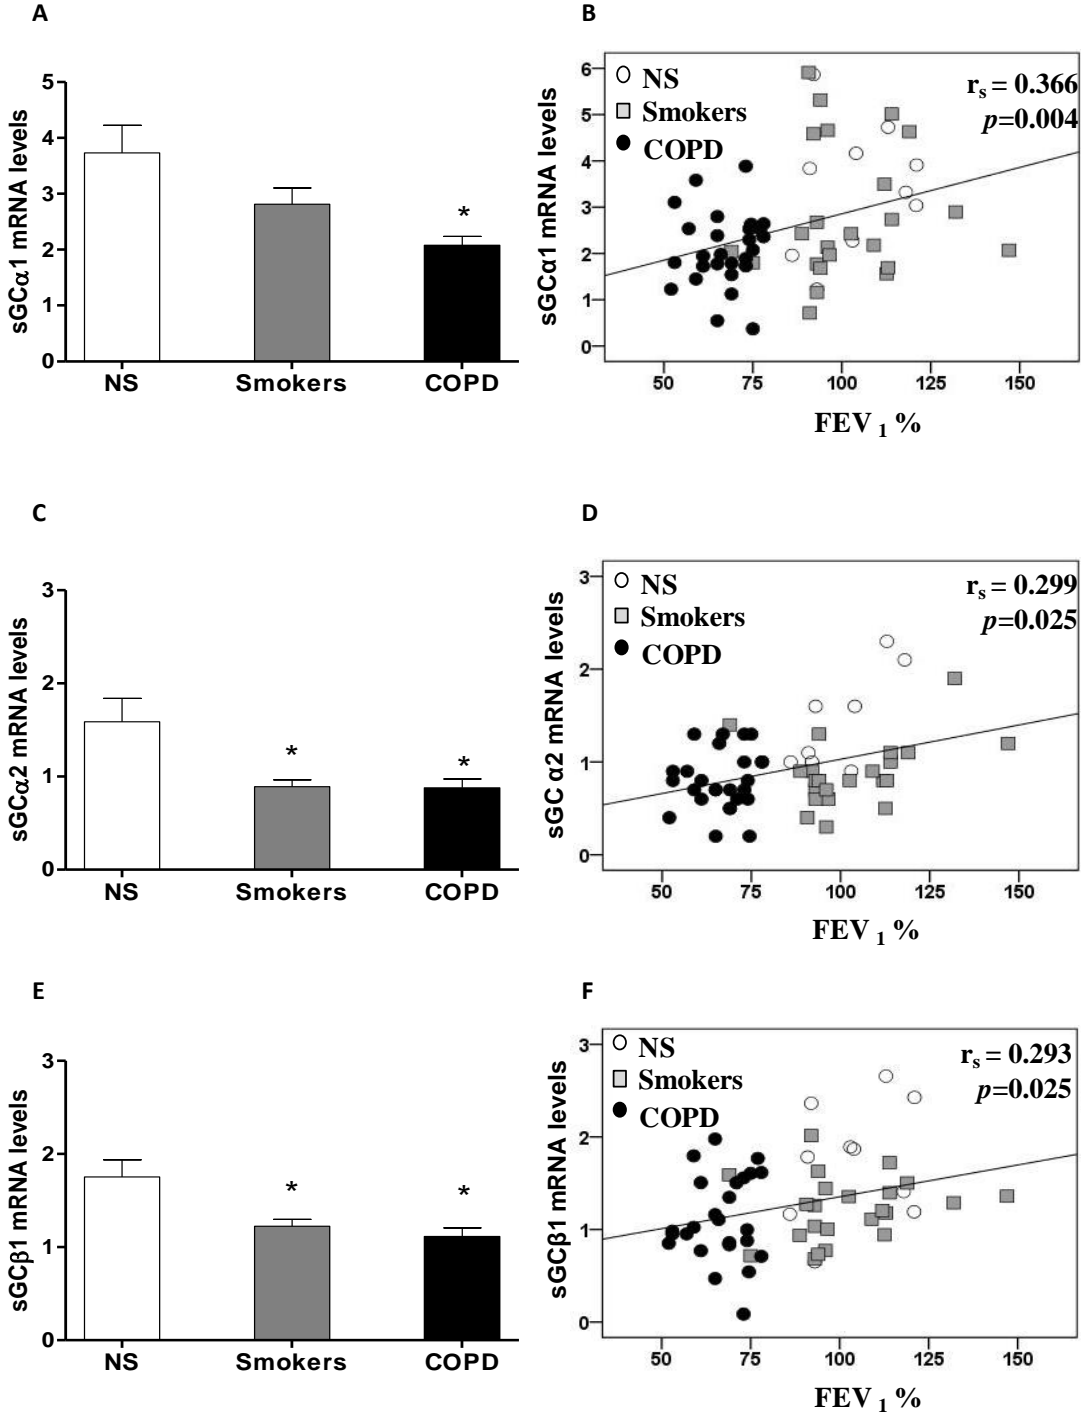 A
B
sGCα1 mRNA levels
5
4
3
2
1
0
*
NS Smokers COPD
sGCα1 mRNA levels
6
5
4
3
2
1
0
NS
Smokers
COPD
rs = 0.366
p=0.004
50 75 100 125 150
FEV 1 %
C
D
sGCα2 mRNA levels
3
2
1
0
* *
NS Smokers COPD
sGC α2 mRNA levels
3
2
1
0
NS
Smokers
COPD
rs = 0.299
p=0.025
50 75 100 125 150
FEV 1 %
E
F
sGCβ1 mRNA levels
3
2
1
0
* *
NS Smokers COPD
sGCβ1 mRNA levels
3
2
1
0
NS
Smokers
COPD
rs = 0.293
p=0.025
50 75 100 125 150
FEV 1 %